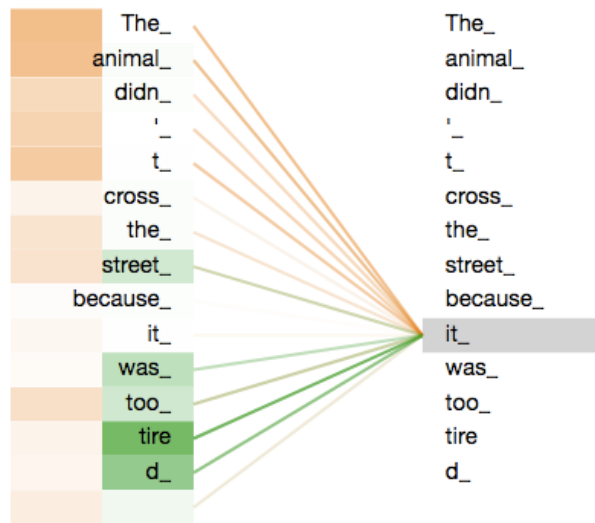 The_ The_
animal_ animal_
didn_ didn_
'_ '_
t_ t_
cross_ cross_
the_ the_
street_ street_
because_ because_
it_ it_
was_ was_
too_ too_
tire tire
d_ d_